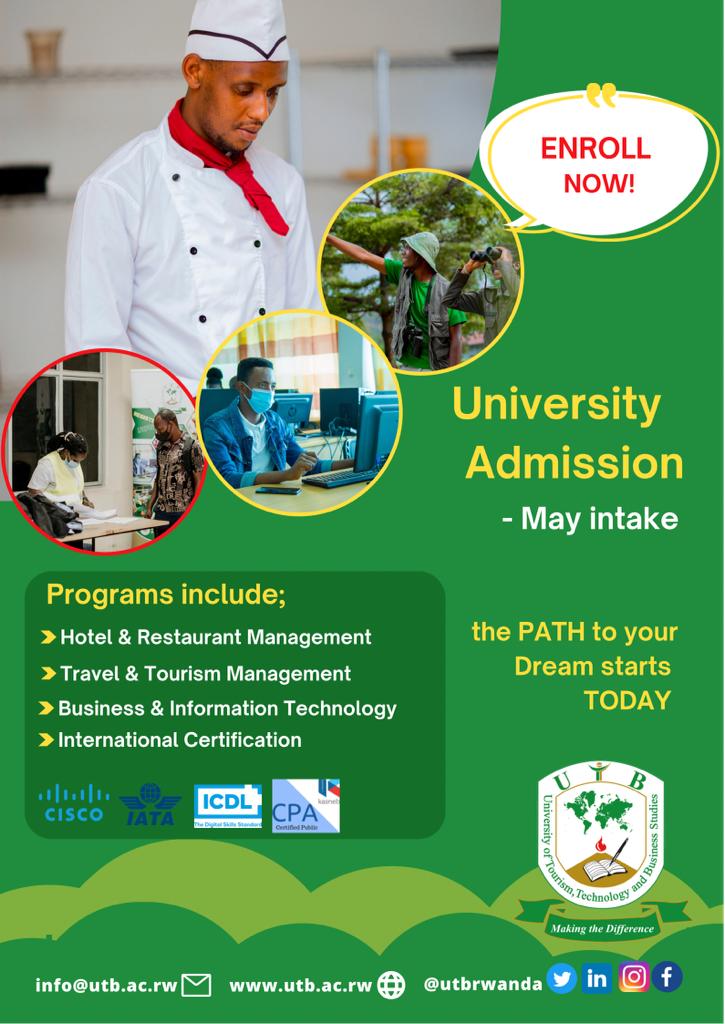 ENROLL
NOW!
University
Admission
- May intake
Programs include;
Hotel & Restaurant Management
Travel & Tourism Management
Business & Information Technology
International Certification
CISCO
IATA
ICDL
The Digital Skills Standard
kasneb
CPA
Certified Public
the PATH to your
Dream starts
TODAY
UTB
University of Tourism, Technology and Business Studies
Making the Difference
info@utb.ac.rw
www.utb.ac.rw
@utbrwanda